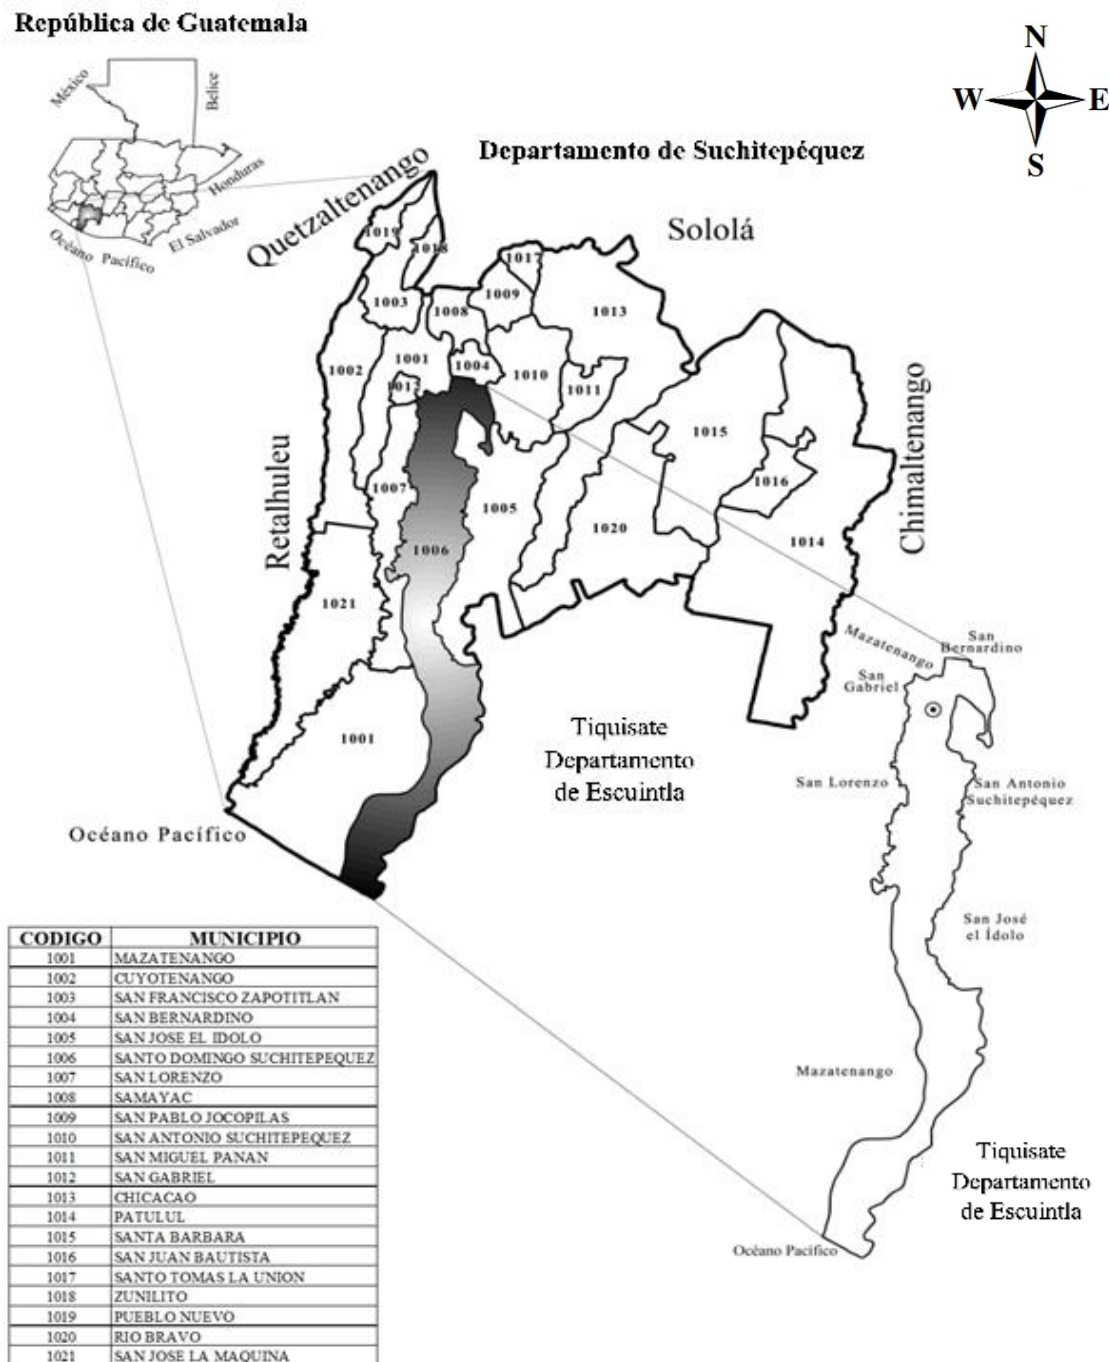 República de Guatemala
N
W E
S
México
Belice
Honduras
El Salvador
Océano Pacífico
Departamento de Suchitepéquez
Quetzaltenango
Sololá
Retalhuleu
Chimaltenango
1019
1018
1017
1003
1008
1009
1013
1002
1001
1004
1010
1011
1012
1015
1007
1005
1016
1006
1020
1014
1021
1001
Tiquisate
Departamento
de Escuintla
Océano Pacífico
Mazatenango
San
Bernardino
San
Gabriel
San Lorenzo
San Antonio
Suchitepéquez
San José
el Ídolo
Mazatenango
Tiquisate
Departamento
de Escuintla
Océano Pacífico
CODIGO MUNICIPIO
1001 MAZATENANGO
1002 CUYOTENANGO
1003 SAN FRANCISCO ZAPOTITLAN
1004 SAN BERNARDINO
1005 SAN JOSE EL IDOLO
1006 SANTO DOMINGO SUCHITEPEQUEZ
1007 SAN LORENZO
1008 SAMAYAC
1009 SAN PABLO JOCOPILAS
1010 SAN ANTONIO SUCHITEPEQUEZ
1011 SAN MIGUEL PANAN
1012 SAN GABRIEL
1013 CHICACAO
1014 PATULUL
1015 SANTA BARBARA
1016 SAN JUAN BAUTISTA
1017 SANTO TOMAS LA UNION
1018 ZUNILITO
1019 PUEBLO NUEVO
1020 RIO BRAVO
1021 SAN JOSE LA MAQUINA